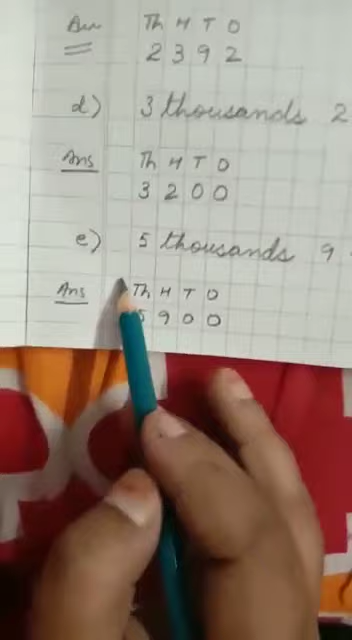 Ans Th H T O
2 3 9 2
d) 3 thousands 2
Ans Th H T O
3 2 0 0
e) 5 thousands 9
Ans Th H T O
5 9 0 0